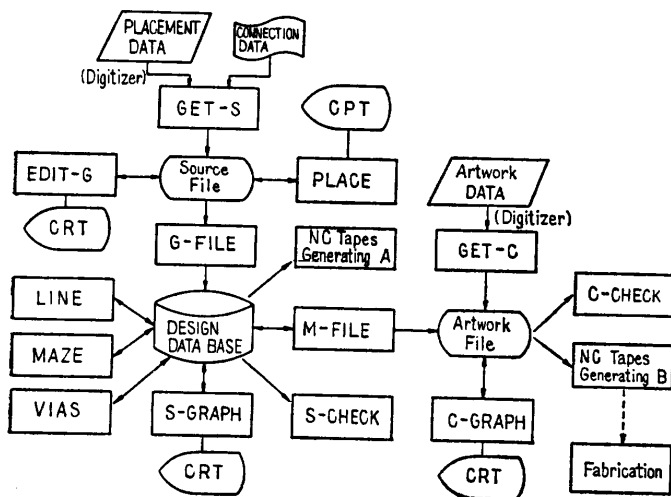 PLACEMENT
DATA
CONNECTION
DATA
(Digitizer)
GET-S
CPT
EDIT-G
Source
File
PLACE
Artwork
DATA
CRT
(Digitizer)
G-FILE
NC Tapes
Generating A
GET-C
LINE
C-CHECK
DESIGN
DATA BASE
M-FILE
Artwork
File
MAZE
NC Tapes
Generating B
VIAS
S-GRAPH
S-CHECK
C-GRAPH
CRT
CRT
Fabrication